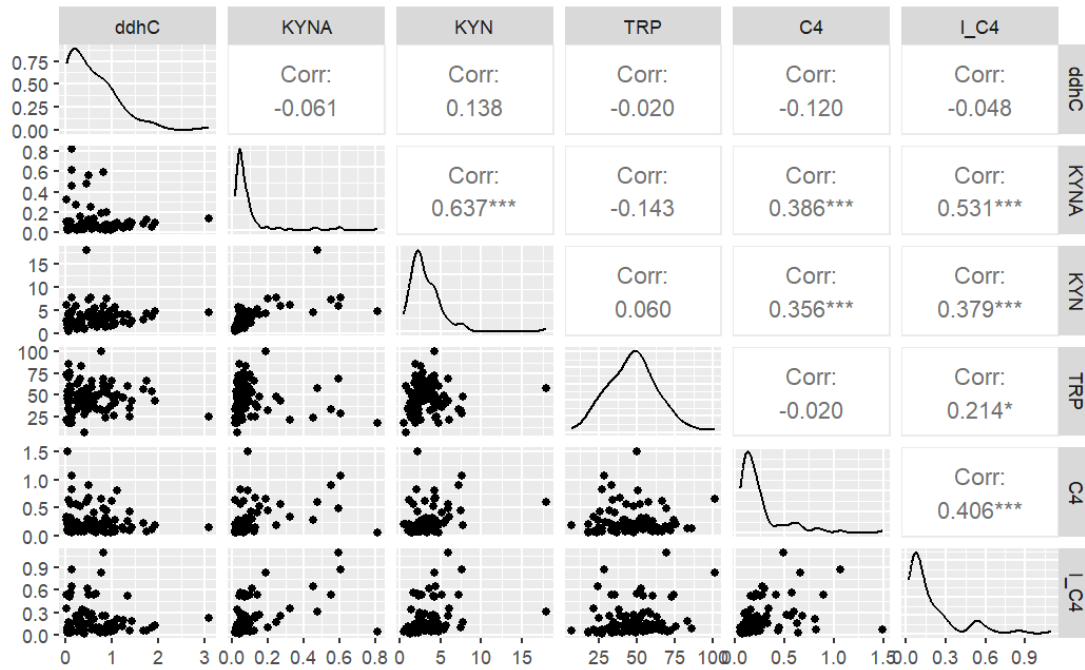 ddhC KYNA KYN TRP C4 I_C4
0.75
0.50
0.25
0.00
Corr:
-0.061
Corr:
0.138
Corr:
-0.020
Corr:
-0.120
Corr:
-0.048
ddhC
0.8
0.6
0.4
0.2
0.0
Corr:
0.637***
Corr:
-0.143
Corr:
0.386***
Corr:
0.531***
KYNA
15
10
5
0
Corr:
0.060
Corr:
0.356***
Corr:
0.379***
KYN
100
75
50
25
Corr:
-0.020
Corr:
0.214*
TRP
1.5
1.0
0.5
0.0
Corr:
0.406***
C4
0.9
0.6
0.3
0.0
I_C4
0 1 2 3 0.0 0.2 0.4 0.6 0.8 0 5 10 15 25 50 75 100 0.0 0.5 1.0 1.5 0.0 0.3 0.6 0.9